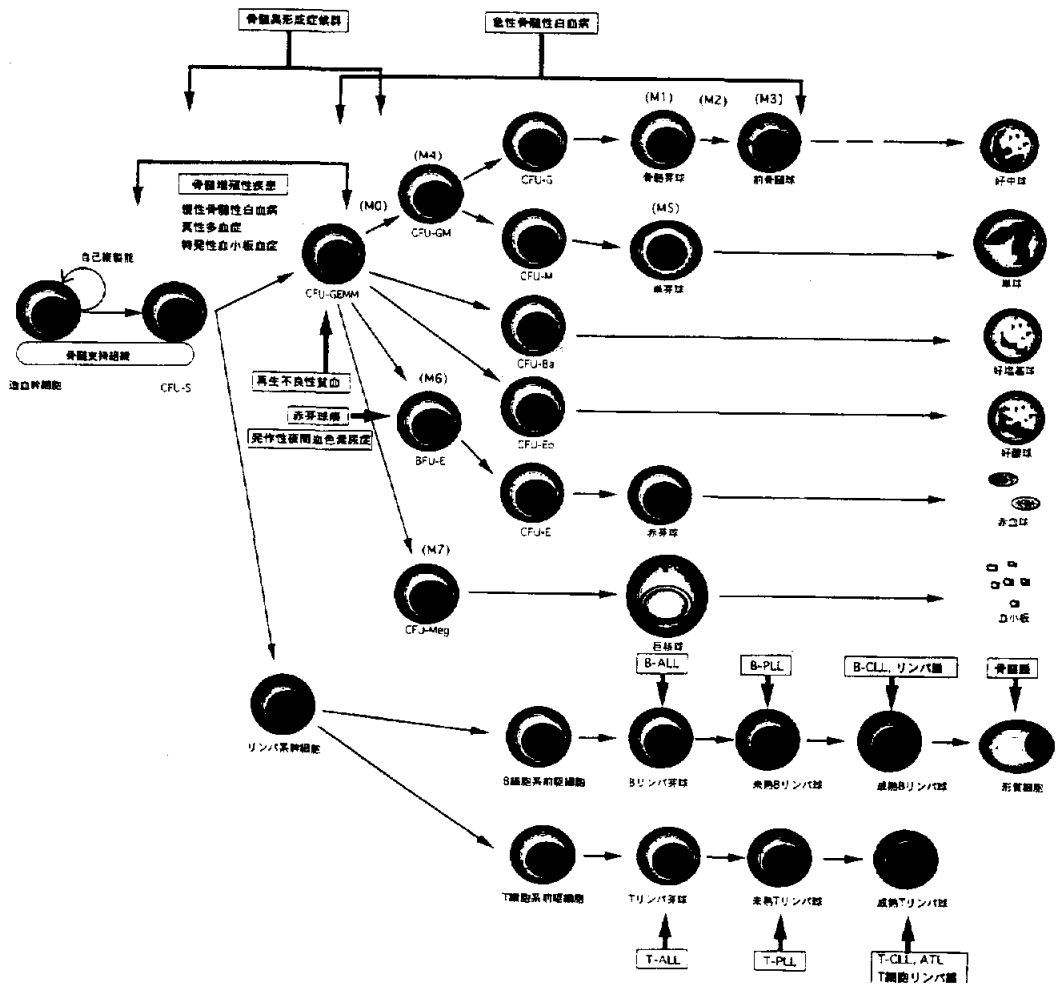 骨髄異形成症候群
急性骨髄性白血病
(M1)
(M2)
(M3)
(M4)
CFU-G
骨髄芽球
前骨髄球
好中球
骨髄増殖性疾患
慢性骨髄性白血病
真性多血症
特発性血小板血症
(M0)
CFU-GM
(M5)
CFU-M
単芽球
単球
自己複製能
CFU-GEMM
骨髄支持組織
造血幹細胞
CFU-S
CFU-Ba
好塩基球
再生不良性貧血
(M6)
赤芽球癆
発作性夜間血色素尿症
BFU-E
CFU-Eo
好酸球
CFU-E
赤芽球
赤血球
(M7)
CFU-Meg
巨核球
血小板
B-ALL
B-PLL
B-CLL, リンパ腫
骨髄腫
リンパ系幹細胞
B細胞系前駆細胞
Bリンパ芽球
未熟Bリンパ球
成熟Bリンパ球
形質細胞
T細胞系前駆細胞
Tリンパ芽球
未熟Tリンパ球
成熟Tリンパ球
T-ALL
T-PLL
T-CLL, ATL
T細胞リンパ腫